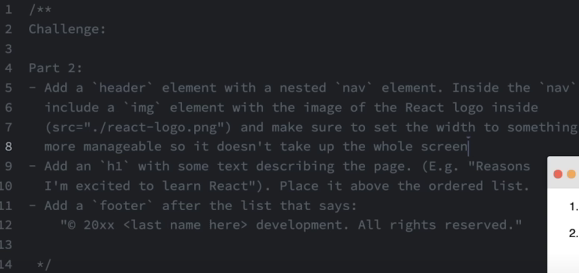 1 /**
2 Challenge:
3
4 Part 2:
5 - Add a `header` element with a nested `nav` element. Inside the `nav`
6 include a `img` element with the image of the React logo inside
7 (src="./react-logo.png") and make sure to set the width to something
8 more manageable so it doesn't take up the whole screen
9 - Add an `h1` with some text describing the page. (E.g. "Reasons
10 I'm excited to learn React"). Place it above the ordered list.
11 - Add a `footer` after the list that says:
12 "© 20xx <last name here> development. All rights reserved."
13
14 */
1.
2.